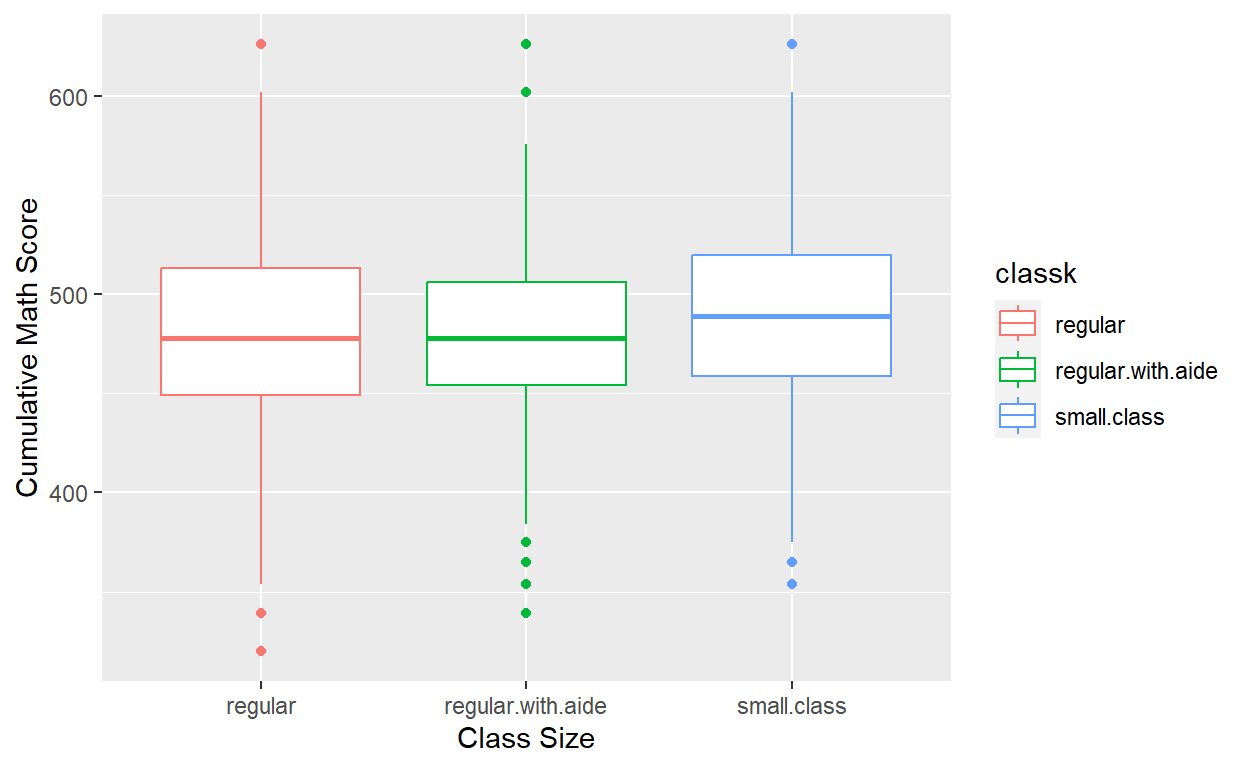 Cumulative Math Score
600
500
400
regular
regular.with.aide
small.class
Class Size
classk
regular
regular.with.aide
small.class